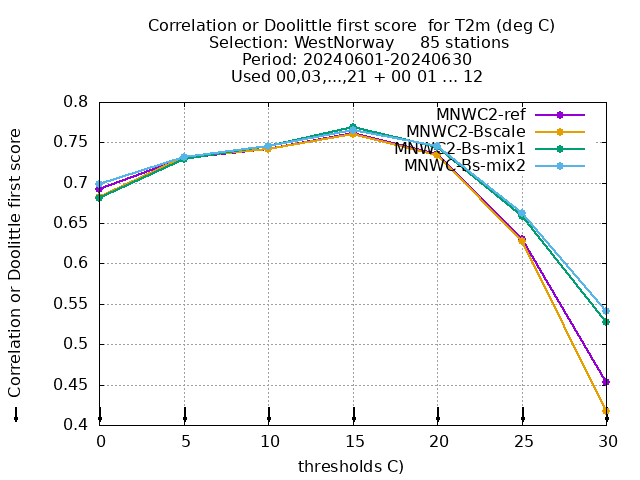 Correlation or Doolittle first score  for T2m (deg C)
Selection: WestNorway     85 stations
Period: 20240601-20240630
Used 00,03,...,21 + 00 01 ... 12
MNWC2-ref
MNWC2-Bscale
MNWC2-Bs-mix1
MNWC-Bs-mix2
Correlation or Doolittle first score
0.8
0.75
0.7
0.65
0.6
0.55
0.5
0.45
0.4
0 5 10 15 20 25 30
thresholds C)